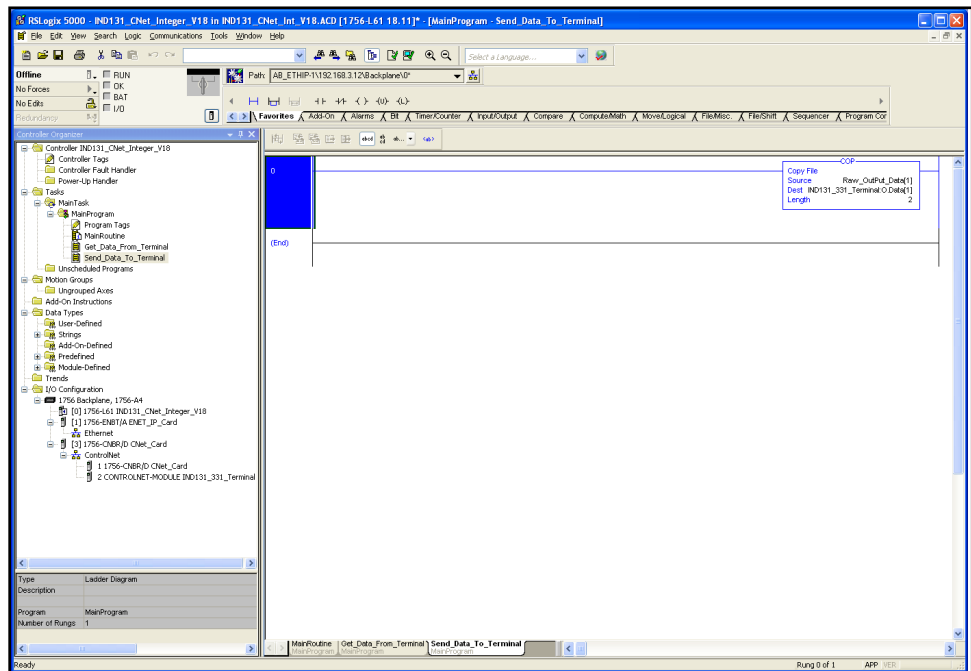 RSLogix 5000 - IND131_CNet_Integer_V18 in IND131_CNet_Int_V18.ACD [1756-L61 18.11]* - [MainProgram - Send_Data_To_Terminal]
File Edit View Search Logic Communications Tools Window Help
Select a Language...
Offline
RUN
No Forces
OK
No Edits
BAT
Redundancy
I/O
Path: AB_ETHIP-1\192.168.3.12\Backplane\0*
Favorites Add-On Alarms Bit Timer/Counter Input/Output Compare Compute/Math Move/Logical File/Misc. File/Shift Sequencer Program Cor
Controller Organizer
Controller IND131_CNet_Integer_V18
Controller Tags
Controller Fault Handler
Power-Up Handler
Tasks
MainTask
MainProgram
Program Tags
MainRoutine
Get_Data_From_Terminal
Send_Data_To_Terminal
Unscheduled Programs
Motion Groups
Ungrouped Axes
Add-On Instructions
Data Types
User-Defined
Strings
Add-On-Defined
Predefined
Module-Defined
Trends
I/O Configuration
1756 Backplane, 1756-A4
[0] 1756-L61 IND131_CNet_Integer_V18
[1] 1756-ENBT/A ENET_IP_Card
Ethernet
[3] 1756-CNBR/D CNet_Card
ControlNet
1 1756-CNBR/D CNet_Card
2 CONTROLNET-MODULE IND131_331_Terminal
Type Ladder Diagram
Description
Program MainProgram
Number of Rungs 1
0
(End)
COP
Copy File
Source Raw_OutPut_Data[1]
Dest IND131_331_Terminal:O.Data[1]
Length 2
MainRoutine Get_Data_From_Terminal Send_Data_To_Terminal
MainProgram MainProgram MainProgram
Ready
Rung 0 of 1 APP VER